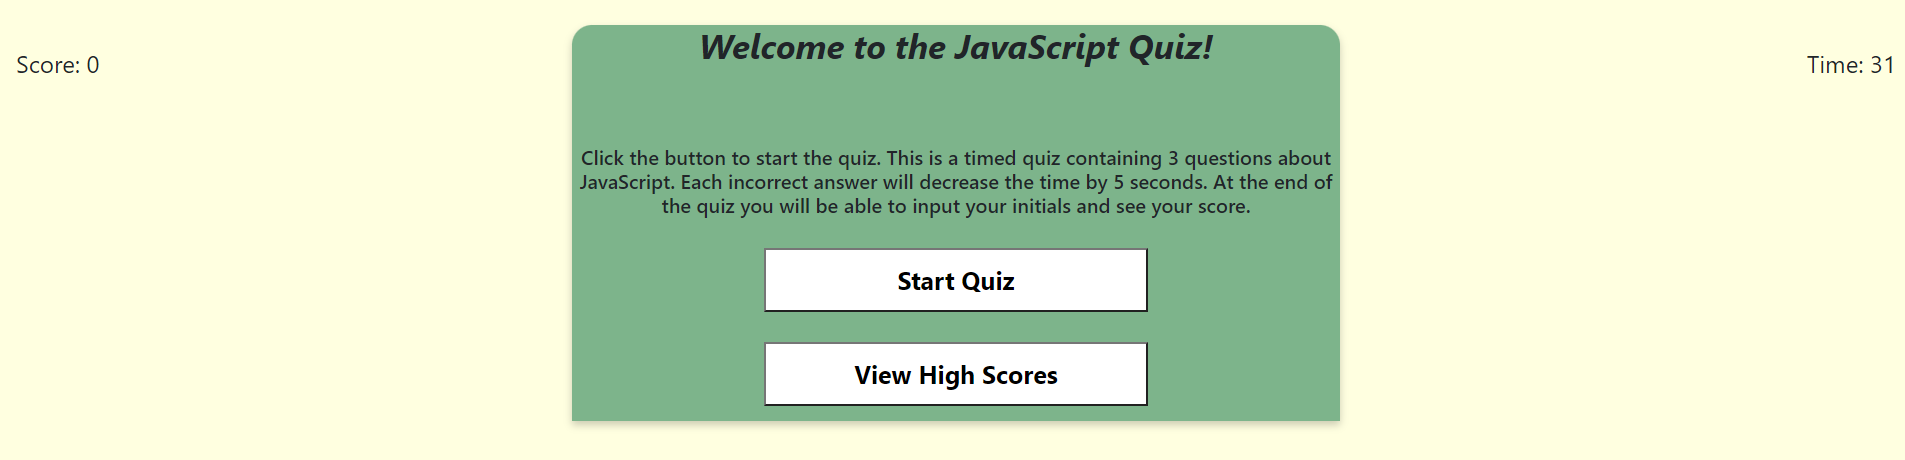 Welcome to the JavaScript Quiz!
Score: 0
Time: 31
Click the button to start the quiz. This is a timed quiz containing 3 questions about
JavaScript. Each incorrect answer will decrease the time by 5 seconds. At the end of
the quiz you will be able to input your initials and see your score.
Start Quiz
View High Scores